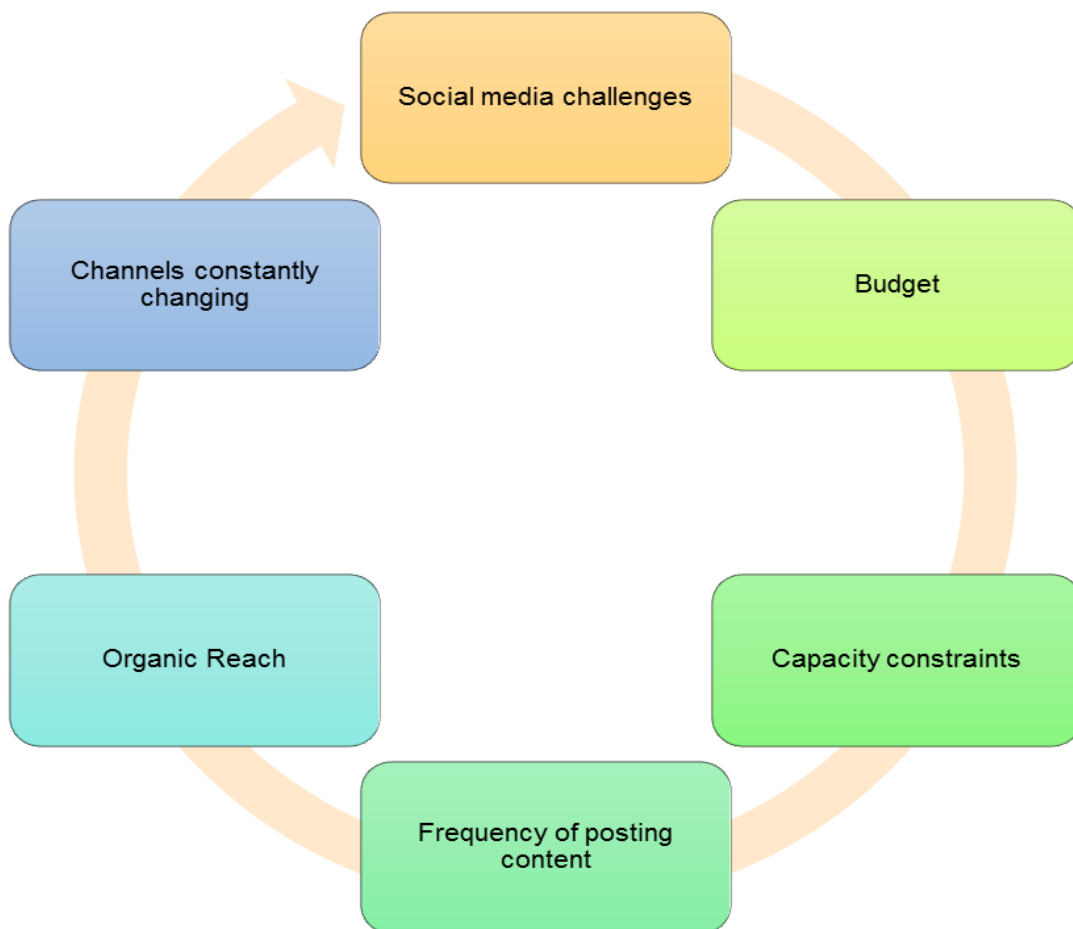 Social media challenges
Budget
Capacity constraints
Frequency of posting
content
Organic Reach
Channels constantly
changing